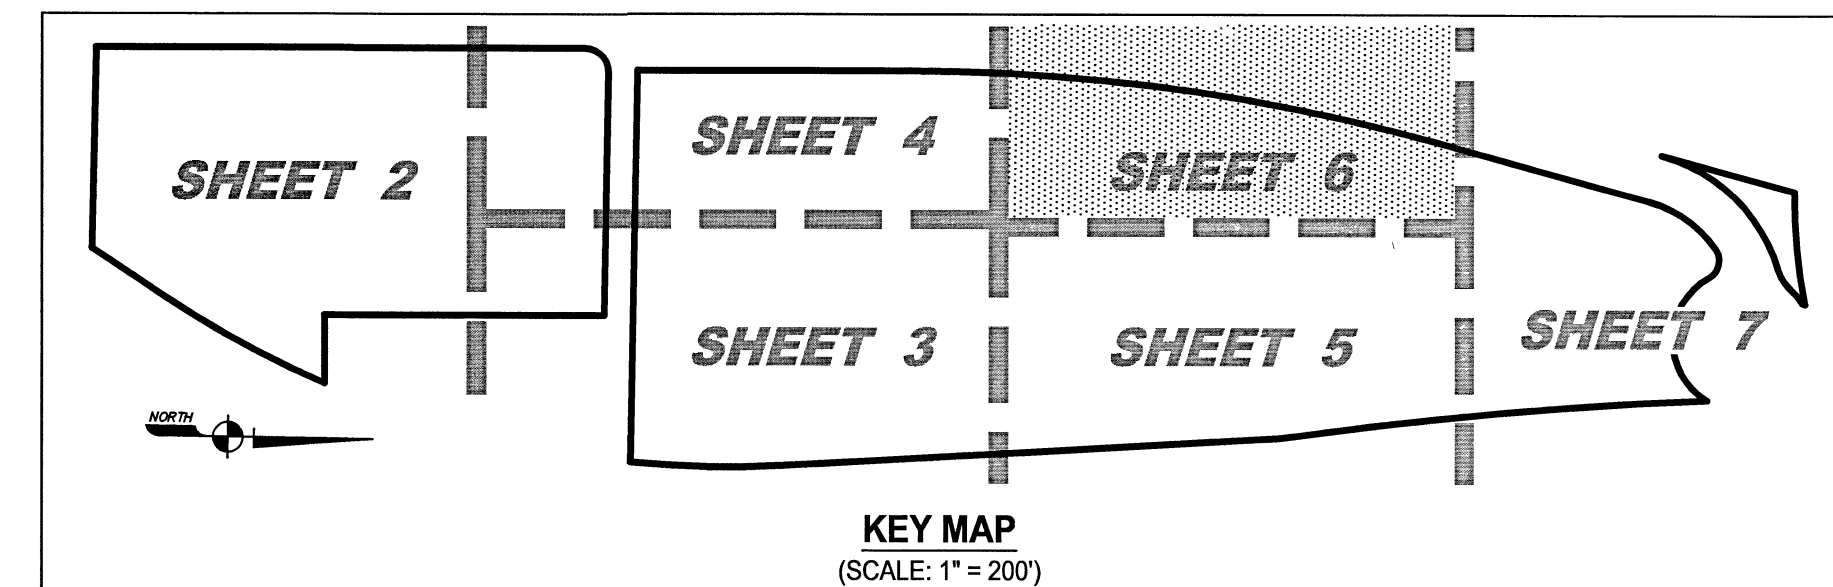 SHEET 4
SHEET 2
SHEET 6
SHEET 3
SHEET 5
SHEET 7
NORTH
KEY MAP
(SCALE: 1" = 200')